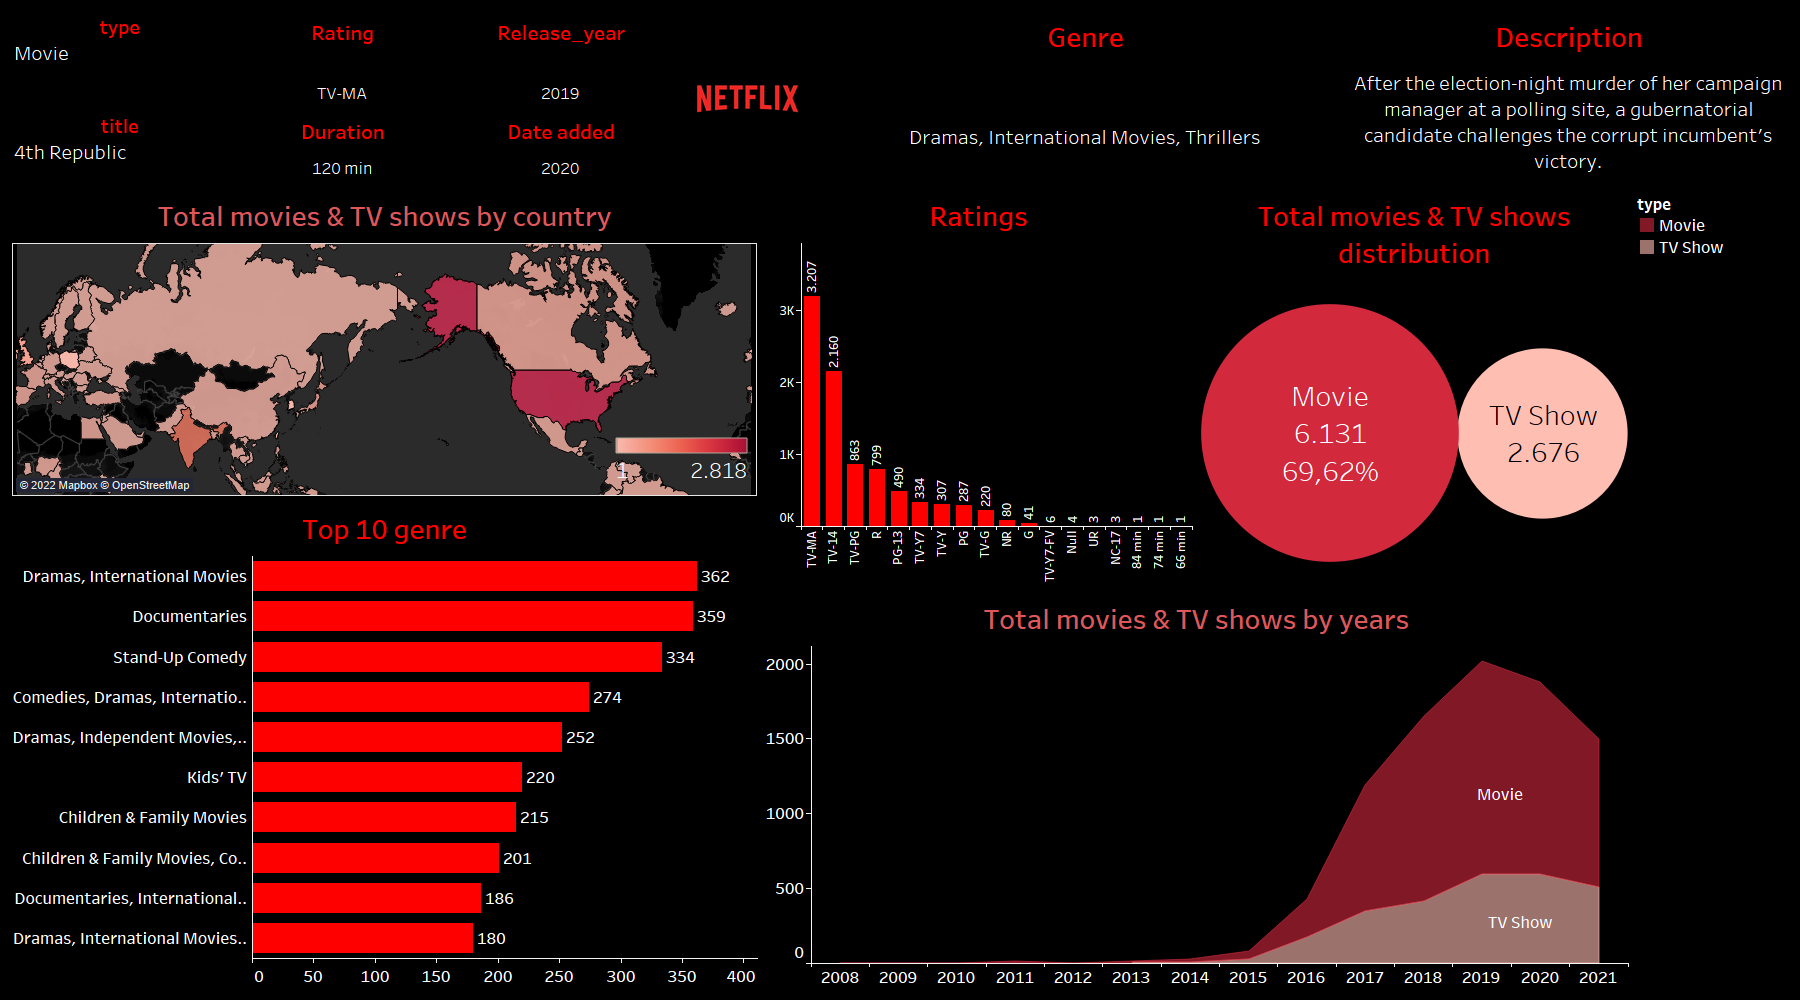 type
Movie
title
4th Republic
Rating
TV-MA
Duration
120 min
Release_year
2019
Date added
2020
NETFLIX
Genre
Dramas, International Movies, Thrillers
Description
After the election-night murder of her campaign
manager at a polling site, a gubernatorial
candidate challenges the corrupt incumbent's
victory.
Total movies & TV shows by country
1
2.818
© 2022 Mapbox © OpenStreetMap
Ratings
3K
2K
1K
0K
3.207
2.160
863
799
490
334
307
287
220
80
41
6
4
3
3
1
1
1
TV-MA
TV-14
TV-PG
R
PG-13
TV-Y7
TV-Y
PG
TV-G
NR
G
TV-Y7-FV
Null
UR
NC-17
84 min
74 min
66 min
Total movies & TV shows
distribution
type
Movie
TV Show
Movie
6.131
69,62%
TV Show
2.676
Top 10 genre
Dramas, International Movies 362
Documentaries 359
Stand-Up Comedy 334
Comedies, Dramas, Internatio.. 274
Dramas, Independent Movies,.. 252
Kids' TV 220
Children & Family Movies 215
Children & Family Movies, Co.. 201
Documentaries, International.. 186
Dramas, International Movies.. 180
0 50 100 150 200 250 300 350 400
Total movies & TV shows by years
2000
1500
1000
500
0
Movie
TV Show
2008 2009 2010 2011 2012 2013 2014 2015 2016 2017 2018 2019 2020 2021